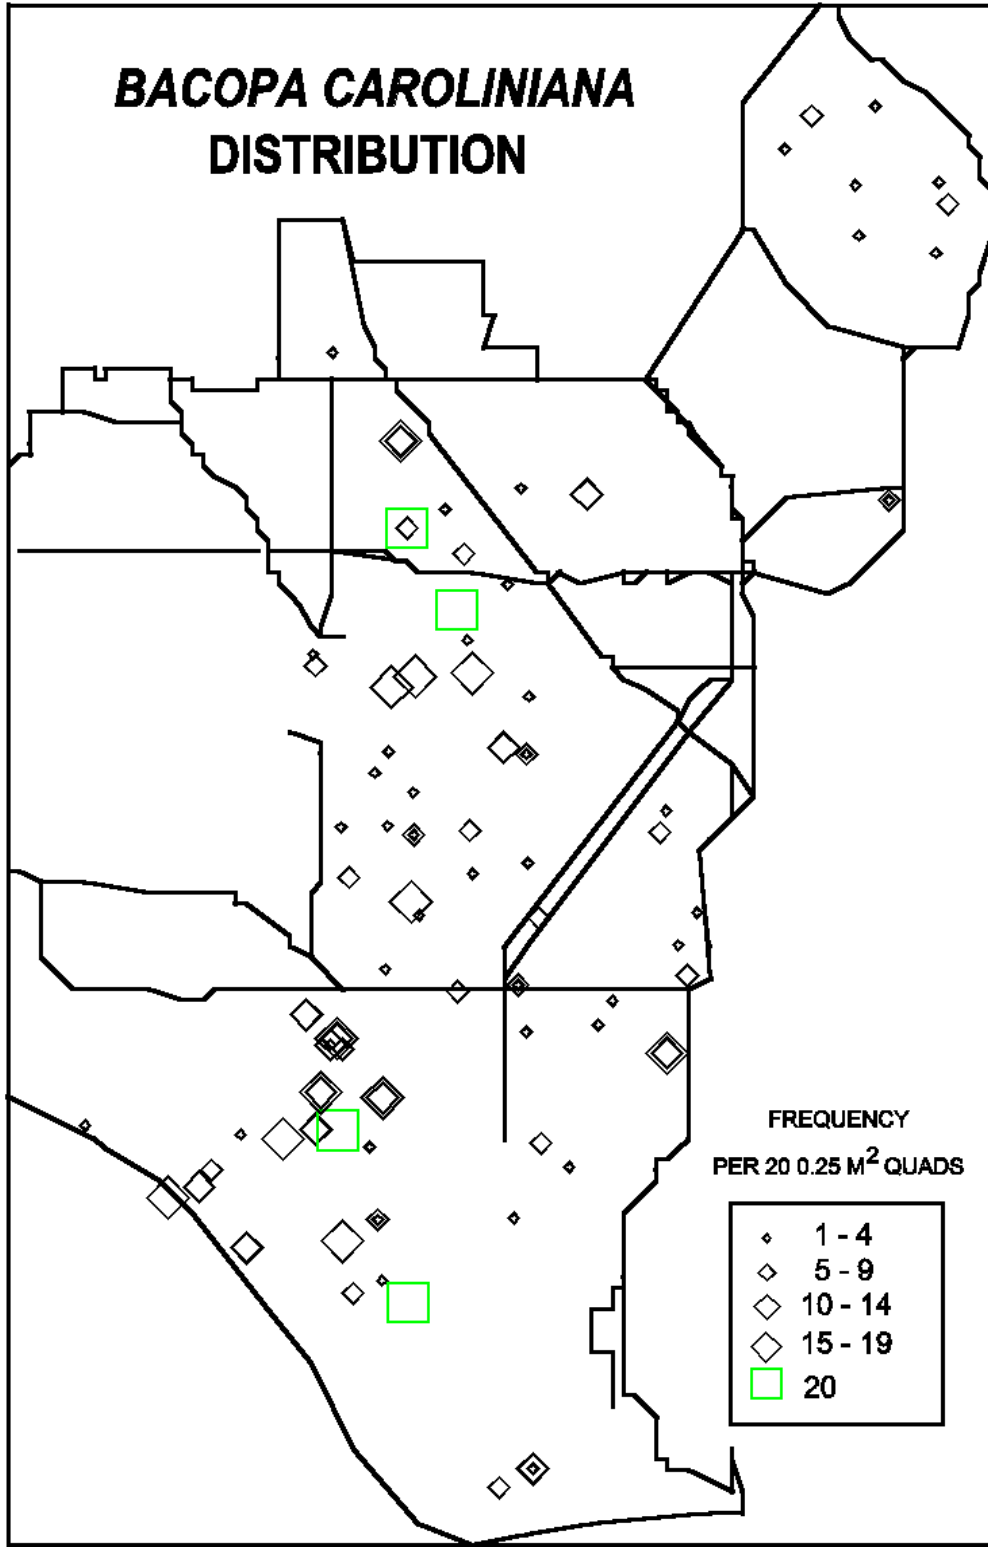 BACOPA CAROLINIANA
DISTRIBUTION
FREQUENCY
PER 20 0.25 M² QUADS
1 - 4
5 - 9
10 - 14
15 - 19
20